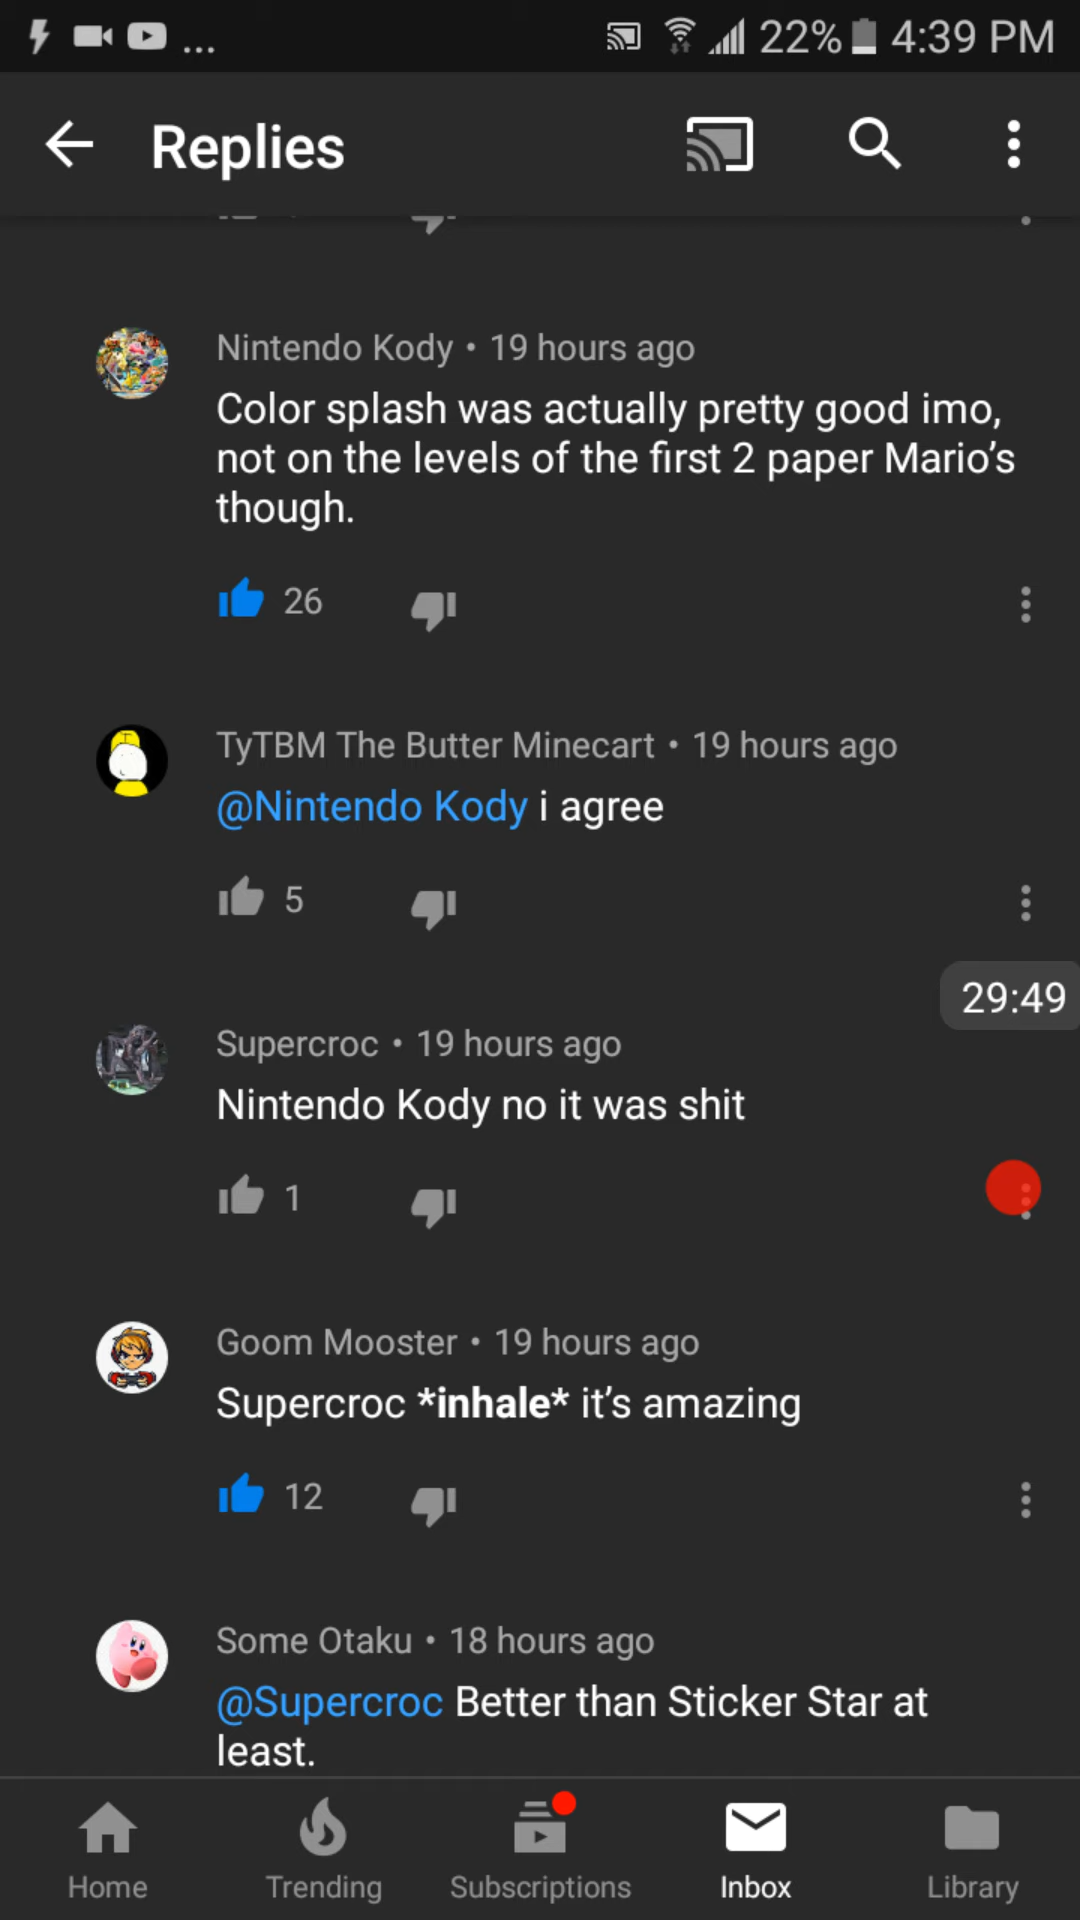 ... 22% 4:39 PM
Replies
Nintendo Kody • 19 hours ago
Color splash was actually pretty good imo,
not on the levels of the first 2 paper Mario’s
though.
26
TyTBM The Butter Minecart • 19 hours ago
@Nintendo Kody i agree
5
29:49
Supercroc • 19 hours ago
Nintendo Kody no it was shit
1
Goom Mooster • 19 hours ago
Supercroc *inhale* it’s amazing
12
Some Otaku • 18 hours ago
@Supercroc Better than Sticker Star at
least.
Home Trending Subscriptions Inbox Library